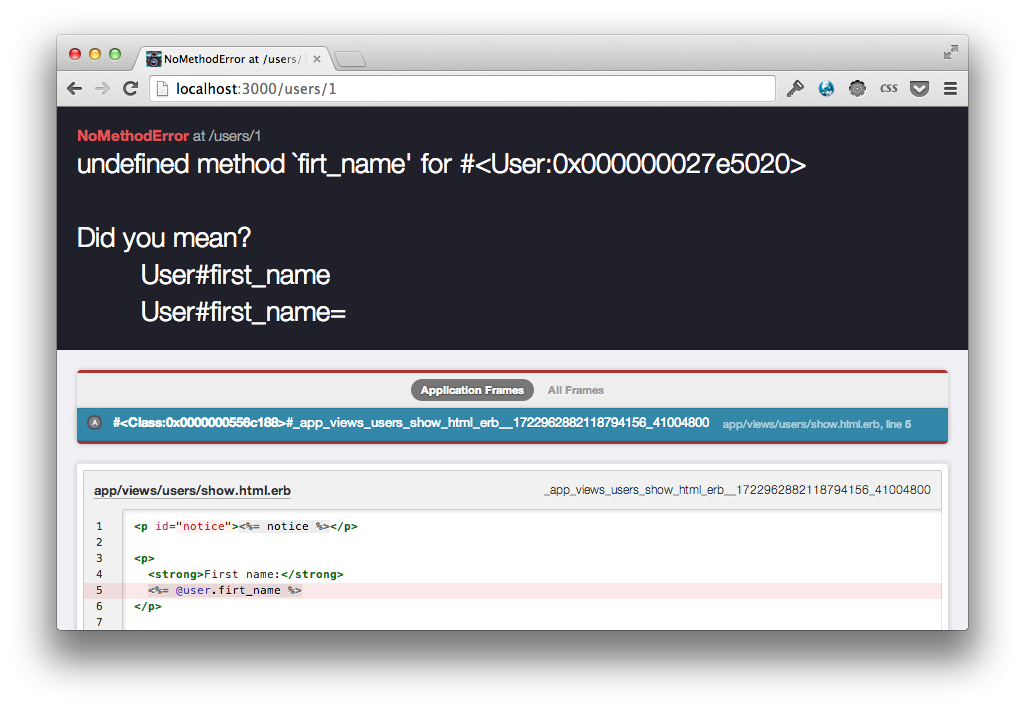 NoMethodError at /users/
localhost:3000/users/1
css
NoMethodError at /users/1
undefined method `firt_name' for #<User:0x000000027e5020>
Did you mean?
User#first_name
User#first_name=
Application Frames All Frames
A #<Class:0x0000000556c188>#_app_views_users_show_html_erb__1722962882118794156_41004800 app/views/users/show.html.erb, line 5
app/views/users/show.html.erb _app_views_users_show_html_erb__1722962882118794156_41004800
1 <p id="notice"><%= notice %></p>
2
3 <p>
4 <strong>First name:</strong>
5 <%= @user.firt_name %>
6 </p>
7